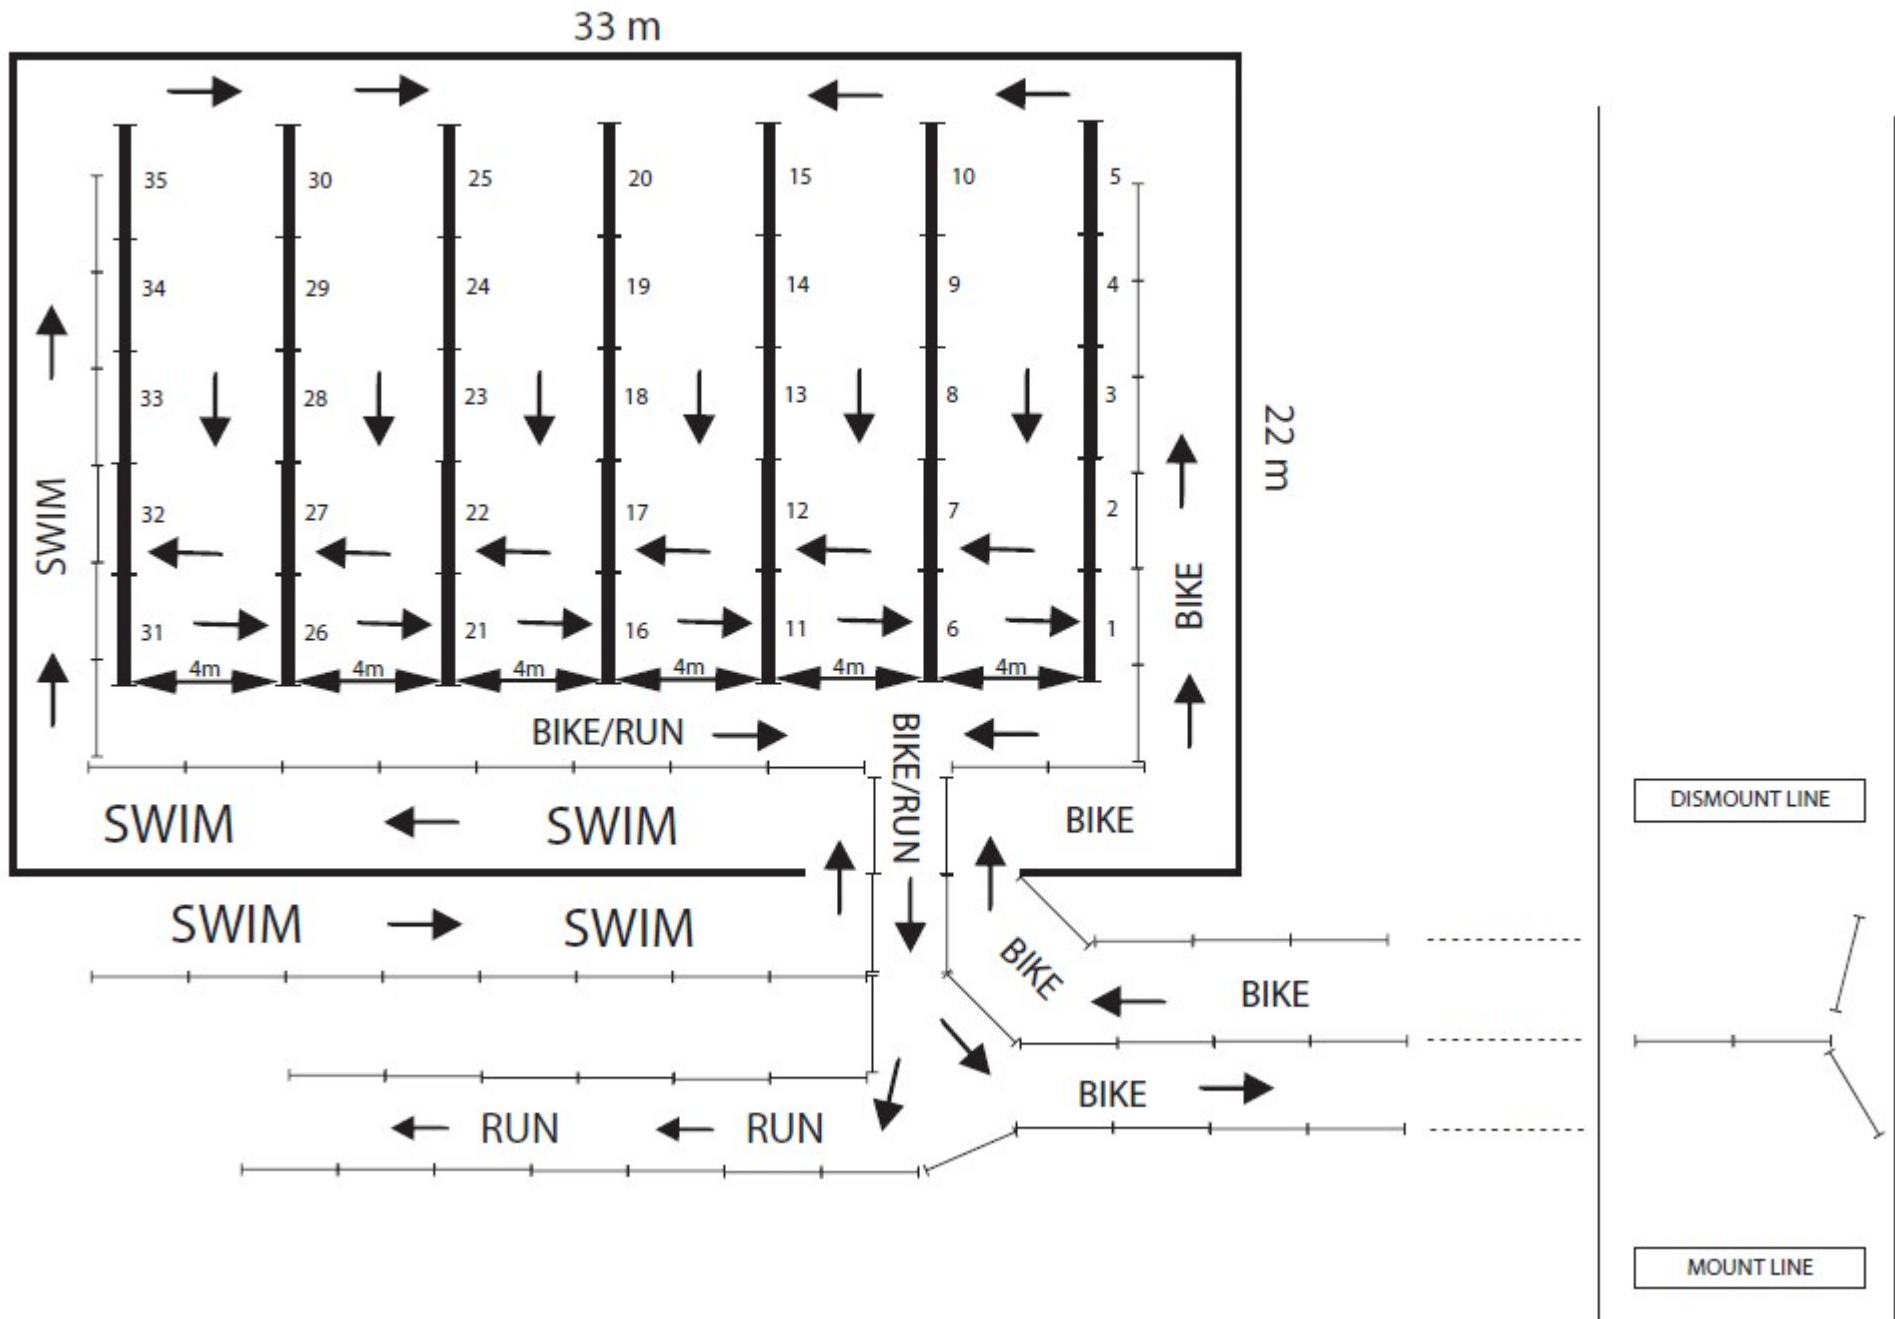 33 m
35 30 25 20 15 10 5
34 29 24 19 14 9 4
33 28 23 18 13 8 3
22 m
SWIM
32 27 22 17 12 7 2
BIKE
31 26 21 16 11 6 1
4m 4m 4m 4m 4m 4m
BIKE/RUN
BIKE/RUN
SWIM SWIM BIKE
DISMOUNT LINE
SWIM SWIM
BIKE
BIKE
BIKE
RUN RUN
MOUNT LINE